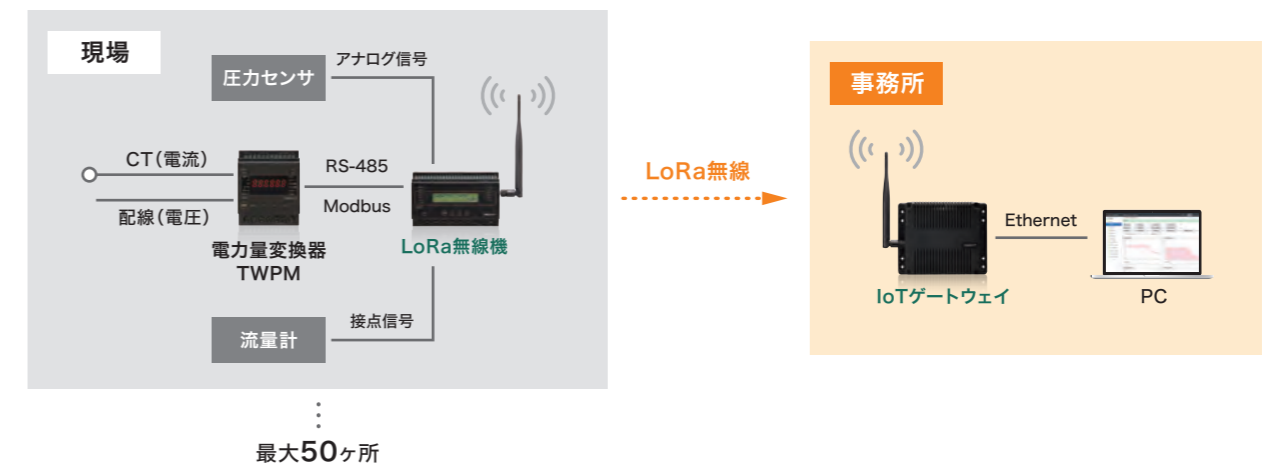 現場
圧力センサ
アナログ信号
CT(電流)
配線(電圧)
RS-485
Modbus
電力量変換器
TWPM
LoRa無線機
流量計
接点信号
最大50ヶ所
LoRa無線
事務所
Ethernet
IoTゲートウェイ
PC